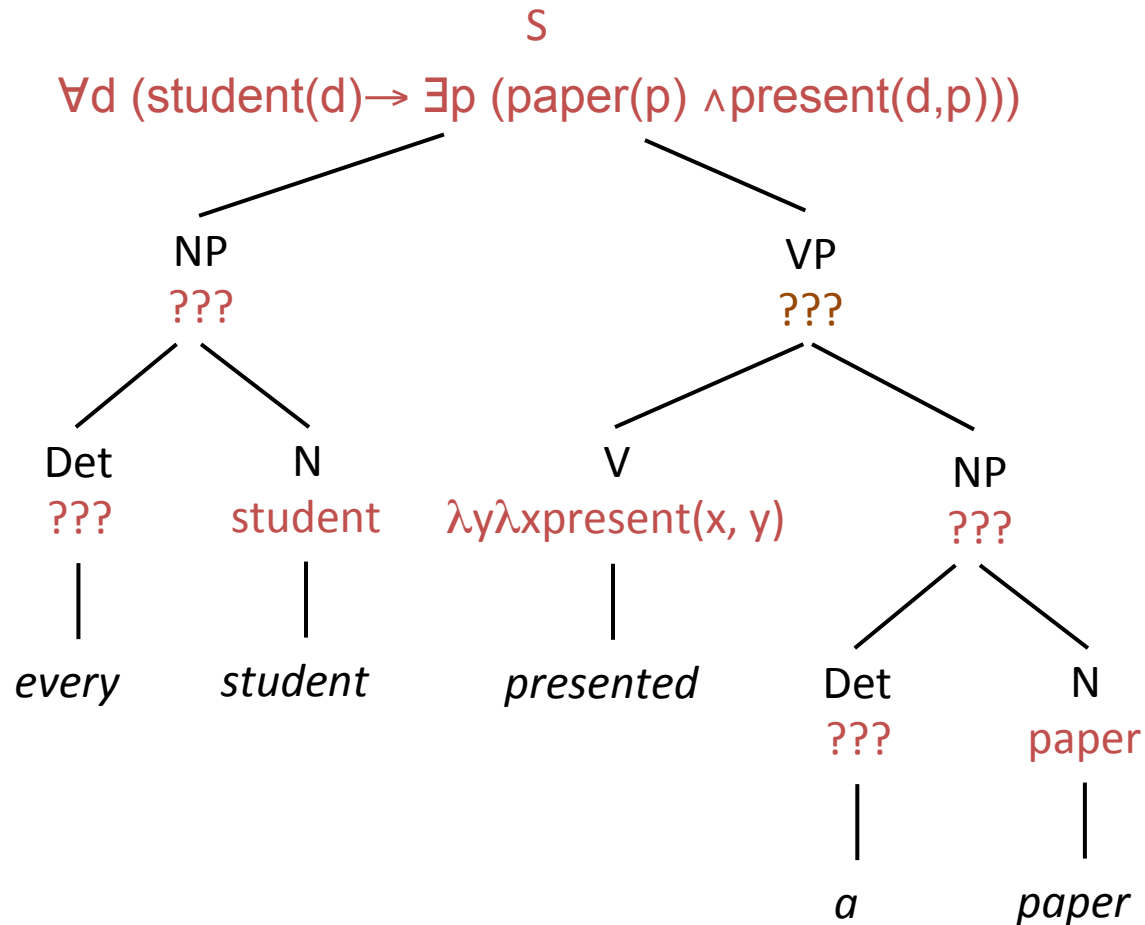 S
∀d (student(d)→ ∃p (paper(p) ∧present(d,p)))
NP VP
??? ???
Det N V NP
??? student λyλxpresent(x, y) ???
every student presented Det N
??? paper
a paper